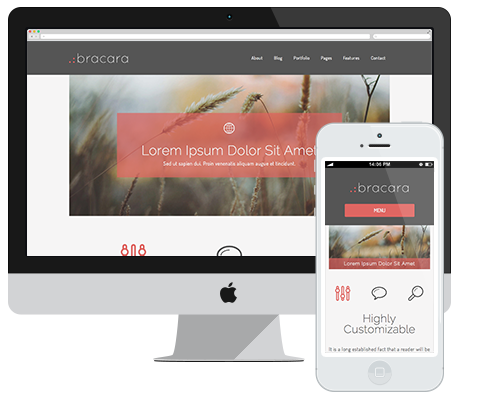 .:bracara
About Blog Portfolio Pages Features Contact
Lorem Ipsum Dolor Sit Amet
Sed ut sapien dui. Proin venenatis aliquam augue et tincidunt.
14:00 PM
.:bracara
MENU
Lorem Ipsum Dolor Sit Amet
Highly
Customizable
It is a long established fact that a reader will be